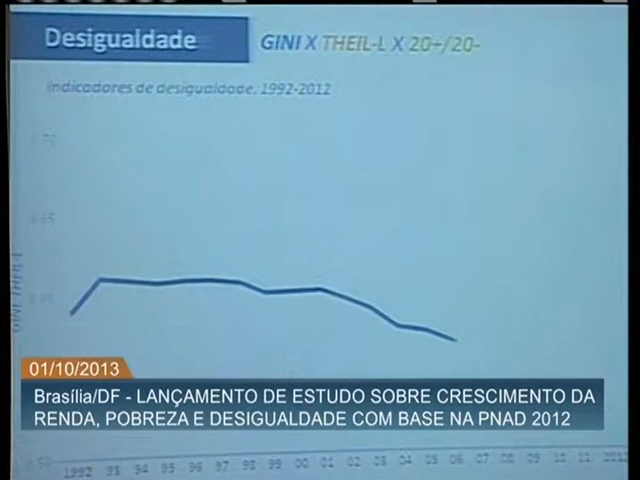 Desigualdade
GINI X THEIL-L X 20+/20-
Indicadores de desigualdade, 1992-2012
01/10/2013
Brasília/DF - LANÇAMENTO DE ESTUDO SOBRE CRESCIMENTO DA
RENDA, POBREZA E DESIGUALDADE COM BASE NA PNAD 2012
1992 93 94 95 96 97 98 99 00 01 02 03 04 05 06 07 08 09 10 11 2012